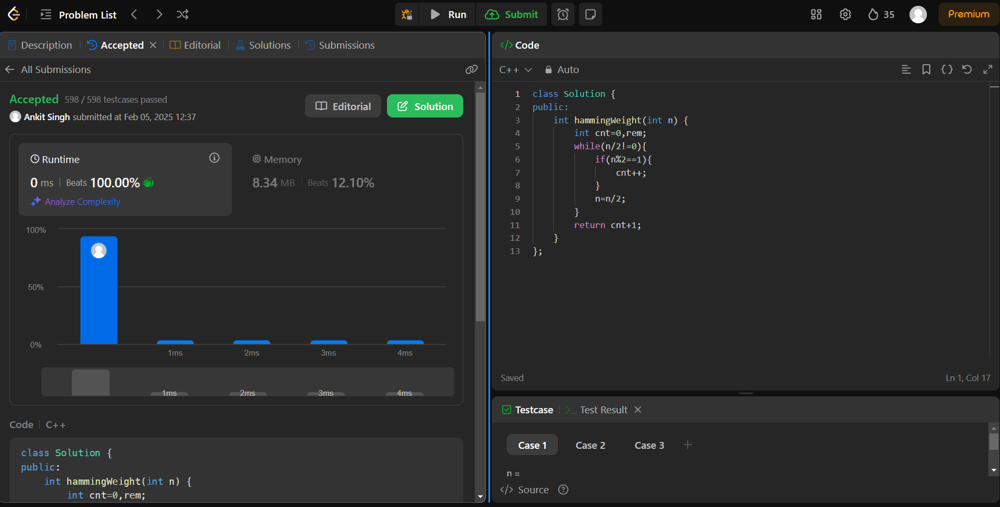 Problem List
Run
Submit
35
Premium
Description
Accepted
Editorial
Solutions
Submissions
All Submissions
Accepted 598 / 598 testcases passed
Ankit Singh submitted at Feb 05, 2025 12:37
Editorial
Solution
Runtime
0 ms | Beats 100.00%
Analyze Complexity
Memory
8.34 MB | Beats 12.10%
100%
50%
0%
1ms 2ms 3ms 4ms
1ms 2ms 3ms 4ms
Code | C++
class Solution {
public:
    int hammingWeight(int n) {
        int cnt=0,rem;
</> Code
C++
Auto
1 class Solution {
2 public:
3     int hammingWeight(int n) {
4         int cnt=0,rem;
5         while(n/2!=0){
6             if(n%2==1){
7                 cnt++;
8             }
9             n=n/2;
10         }
11         return cnt+1;
12     }
13 };
Saved
Ln 1, Col 17
Testcase
>_ Test Result
Case 1
Case 2
Case 3
n =
</> Source